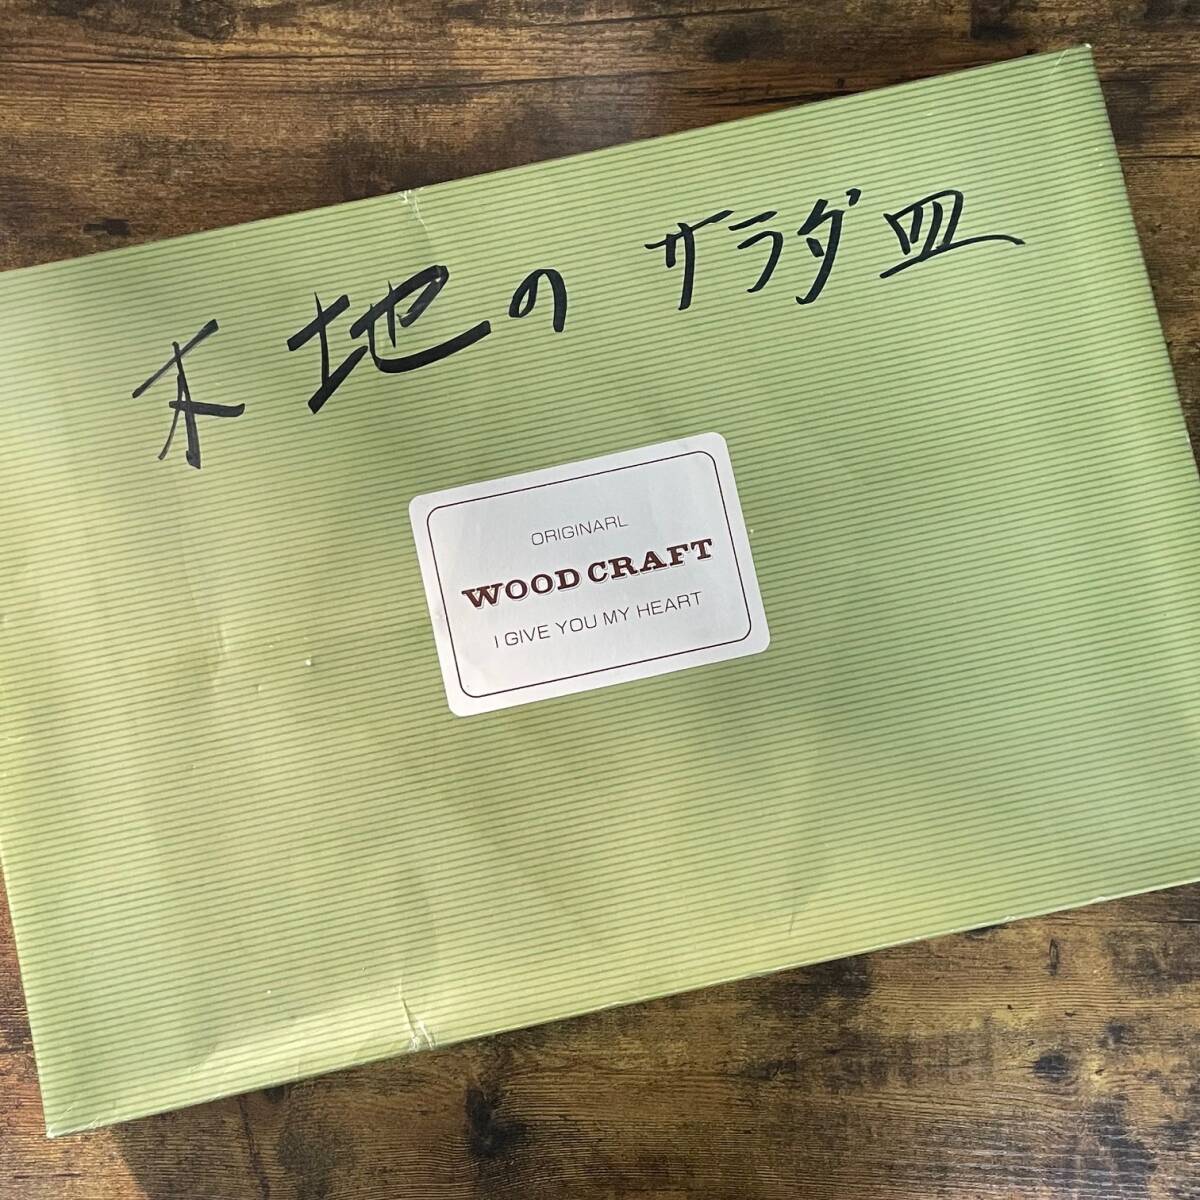 木地のサラダ皿
ORIGINARL
WOOD CRAFT
I GIVE YOU MY HEART